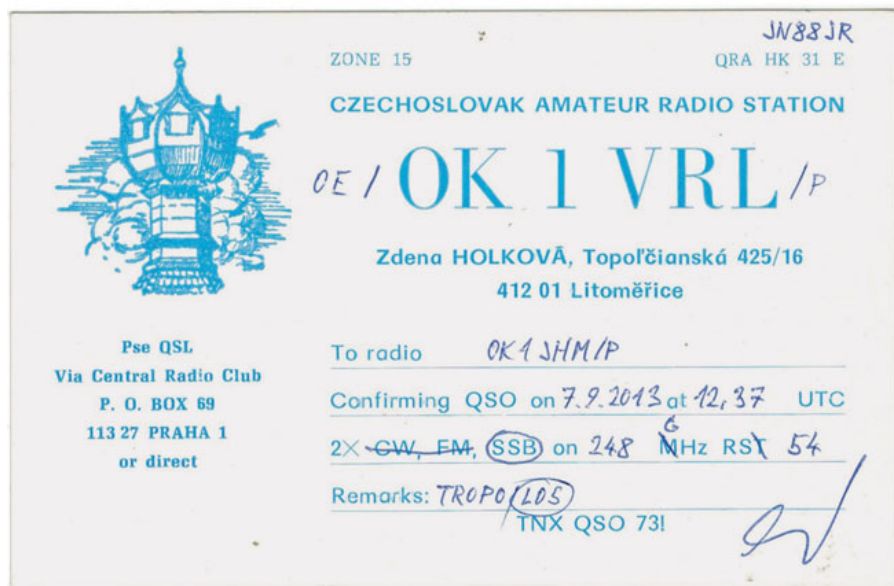 JN88JR
ZONE 15 QRA HK 31 E
CZECHOSLOVAK AMATEUR RADIO STATION
OE / OK 1 VRL /P
Zdena HOLKOVÁ, Topoľčianská 425/16
412 01 Litoměřice
Pse QSL
Via Central Radio Club
P. O. BOX 69
113 27 PRAHA 1
or direct
To radio OK1JHM/P
Confirming QSO on 7.9.2013 at 12,37 UTC
2X CW, FM, SSB on 248 GHz RS 54
Remarks: TROPO/LOS
TNX QSO 73!